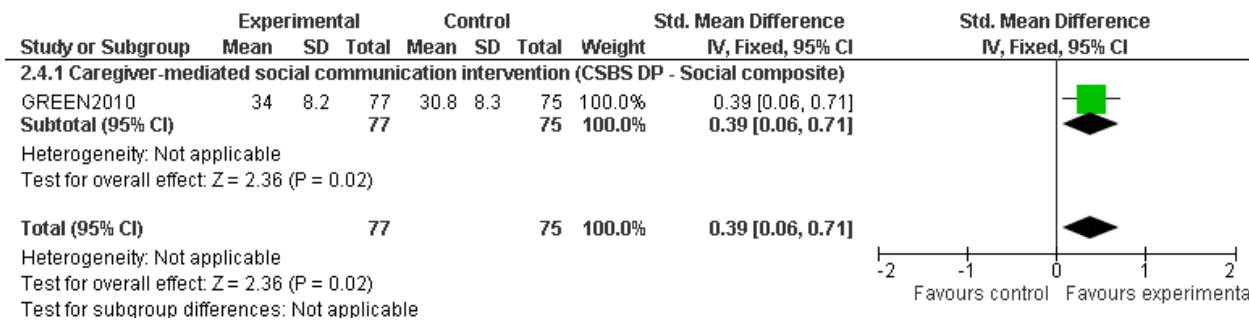 Experimental Control Std. Mean Difference Std. Mean Difference
Study or Subgroup Mean SD Total Mean SD Total Weight IV, Fixed, 95% CI IV, Fixed, 95% CI
2.4.1 Caregiver-mediated social communication intervention (CSBS DP - Social composite)
GREEN2010 34 8.2 77 30.8 8.3 75 100.0% 0.39 [0.06, 0.71]
Subtotal (95% CI) 77 75 100.0% 0.39 [0.06, 0.71]
Heterogeneity: Not applicable
Test for overall effect: Z = 2.36 (P = 0.02)
Total (95% CI) 77 75 100.0% 0.39 [0.06, 0.71]
Heterogeneity: Not applicable
Test for overall effect: Z = 2.36 (P = 0.02)
Test for subgroup differences: Not applicable
-2 -1 0 1 2
Favours control Favours experimenta